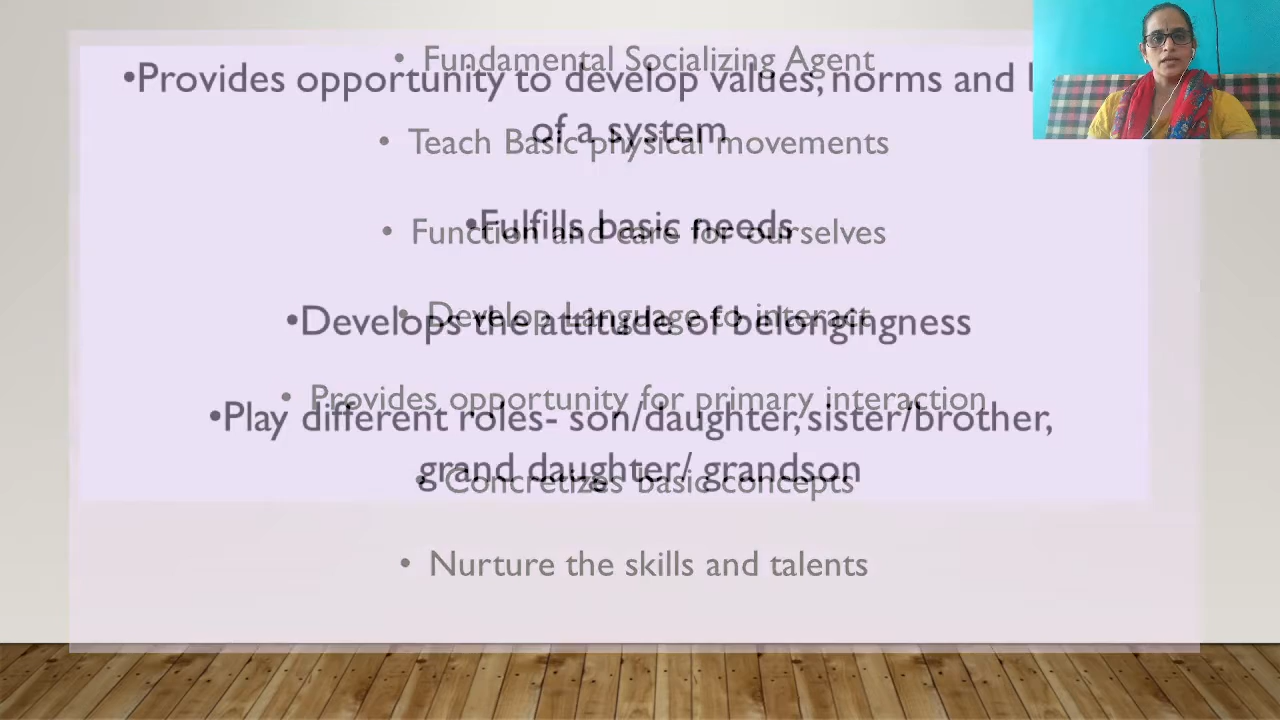 • Fundamental Socializing Agent
•Provides opportunity to develop values, norms and
of a system
• Teach Basic physical movements
•Fulfills basic needs
• Function and care for ourselves
• Develop Language to interact
•Develops the attitude of belongingness
• Provides opportunity for primary interaction
•Play different roles- son/daughter, sister/brother,
grand daughter/ grandson
• Concretizes basic concepts
• Nurture the skills and talents